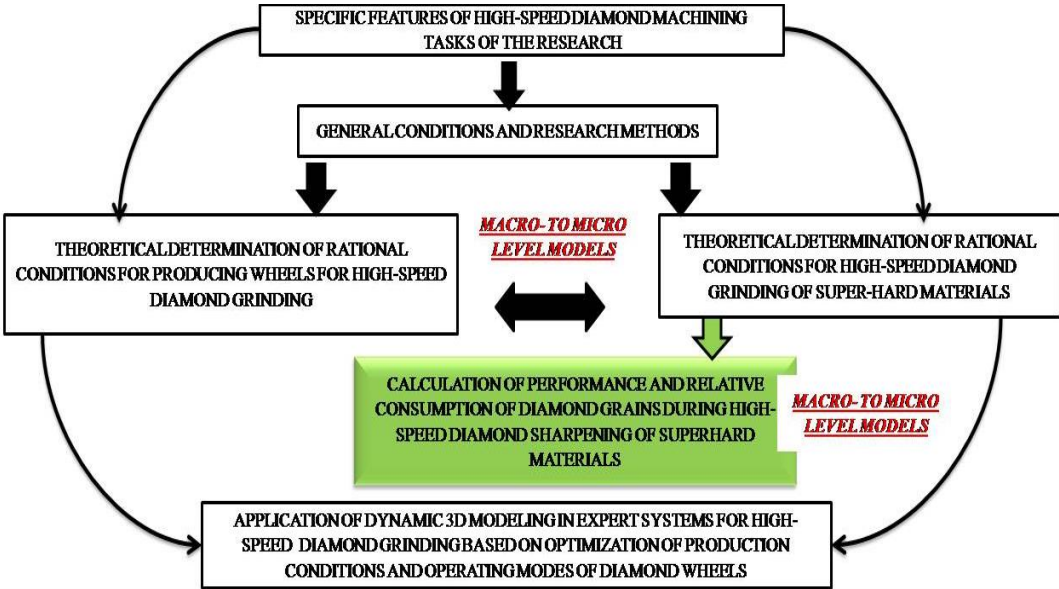 SPECIFIC FEATURES OF HIGH-SPEED DIAMOND MACHINING
TASKS OF THE RESEARCH
GENERAL CONDITIONS AND RESEARCH METHODS
THEORETICAL DETERMINATION OF RATIONAL
CONDITIONS FOR PRODUCING WHEELS FOR HIGH-SPEED
DIAMOND GRINDING
MACRO- TO MICRO
LEVEL MODELS
THEORETICAL DETERMINATION OF RATIONAL
CONDITIONS FOR HIGH-SPEED DIAMOND
GRINDING OF SUPER-HARD MATERIALS
CALCULATION OF PERFORMANCE AND RELATIVE
CONSUMPTION OF DIAMOND GRAINS DURING HIGH-
SPEED DIAMOND SHARPENING OF SUPERHARD
MATERIALS
MACRO- TO MICRO
LEVEL MODELS
APPLICATION OF DYNAMIC 3D MODELING IN EXPERT SYSTEMS FOR HIGH-
SPEED DIAMOND GRINDING BASED ON OPTIMIZATION OF PRODUCTION
CONDITIONS AND OPERATING MODES OF DIAMOND WHEELS